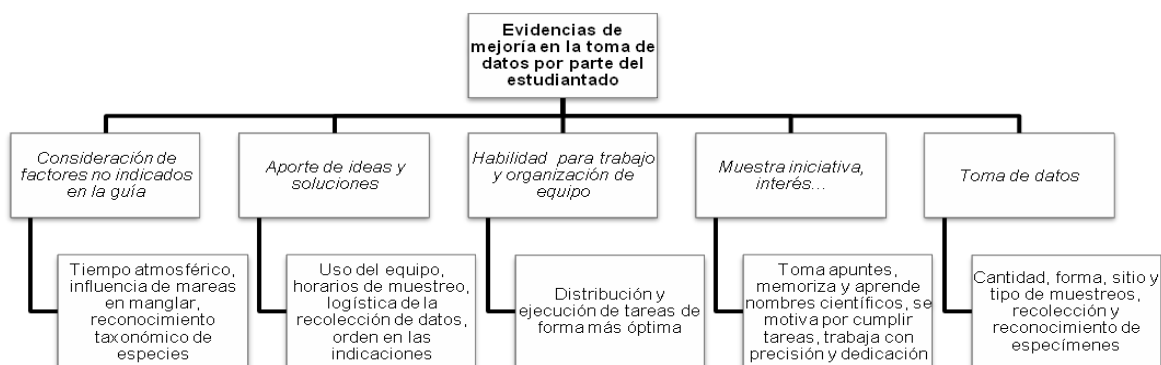 Evidencias de
mejoría en la toma de
datos por parte del
estudiantado
Consideración de
factores no indicados
en la guía
Aporte de ideas y
soluciones
Habilidad para trabajo
y organización de
equipo
Muestra iniciativa,
interés...
Toma de datos
Tiempo atmosférico,
influencia de mareas
en manglar,
reconocimiento
taxonómico de
especies
Uso del equipo,
horarios de muestreo,
logística de la
recolección de datos,
orden en las
indicaciones
Distribución y
ejecución de tareas de
forma más óptima
Toma apuntes,
memoriza y aprende
nombres científicos, se
motiva por cumplir
tareas, trabaja con
precisión y dedicación
Cantidad, forma, sitio y
tipo de muestreos,
recolección y
reconocimiento de
especímenes